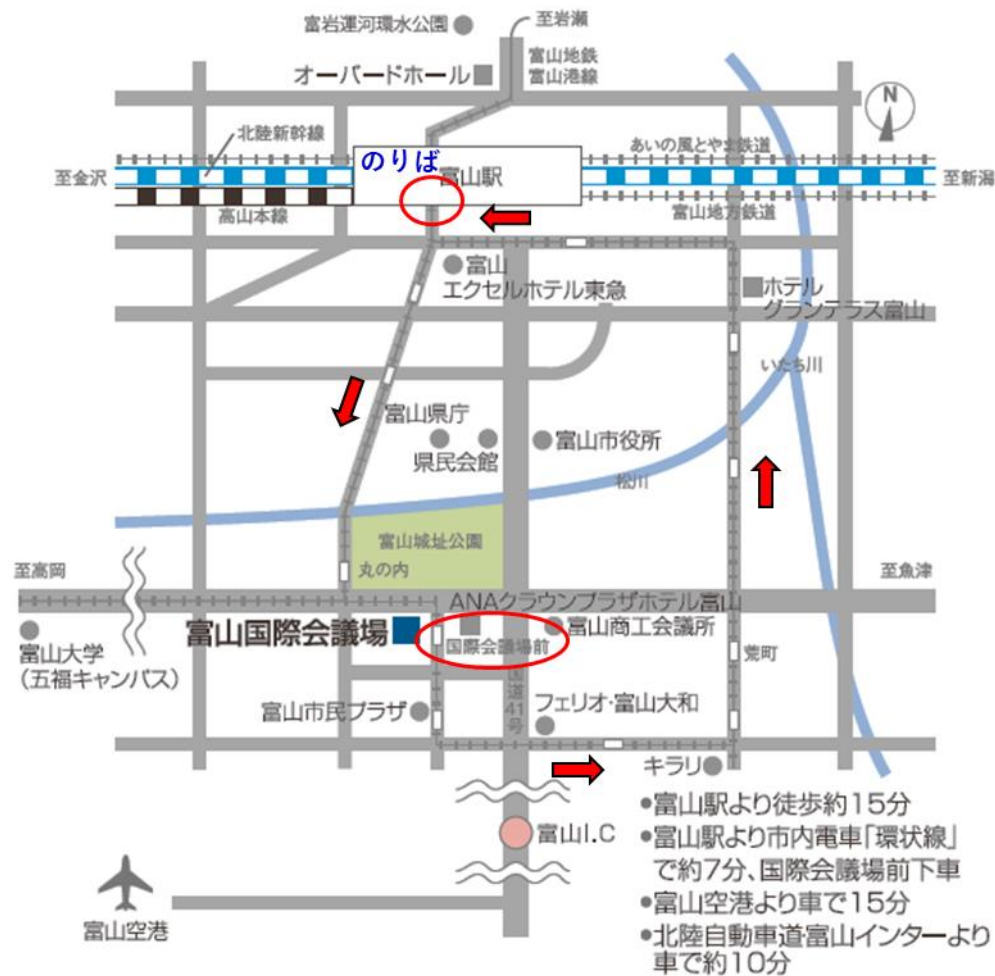 富岩運河環水公園
至岩瀬
富山地鉄
富山港線
オーバードホール
N
北陸新幹線
のりば
あいの風とやま鉄道
至金沢
富山駅
至新潟
高山本線
富山地方鉄道
富山
エクセルホテル東急
ホテル
グランテラス富山
いたち川
富山県庁
県民会館
富山市役所
松川
富山城址公園
至高岡
丸の内
至魚津
ANAクラウンプラザホテル富山
富山国際会議場
国際会議場前
富山商工会議所
富山大学
(五福キャンパス)
荒町
国道41号
富山市民プラザ
フェリオ・富山大和
キラリ
•富山駅より徒歩約15分
富山I.C
•富山駅より市内電車「環状線」
で約7分、国際会議場前下車
•富山空港より車で15分
富山空港
•北陸自動車道富山インターより
車で約10分